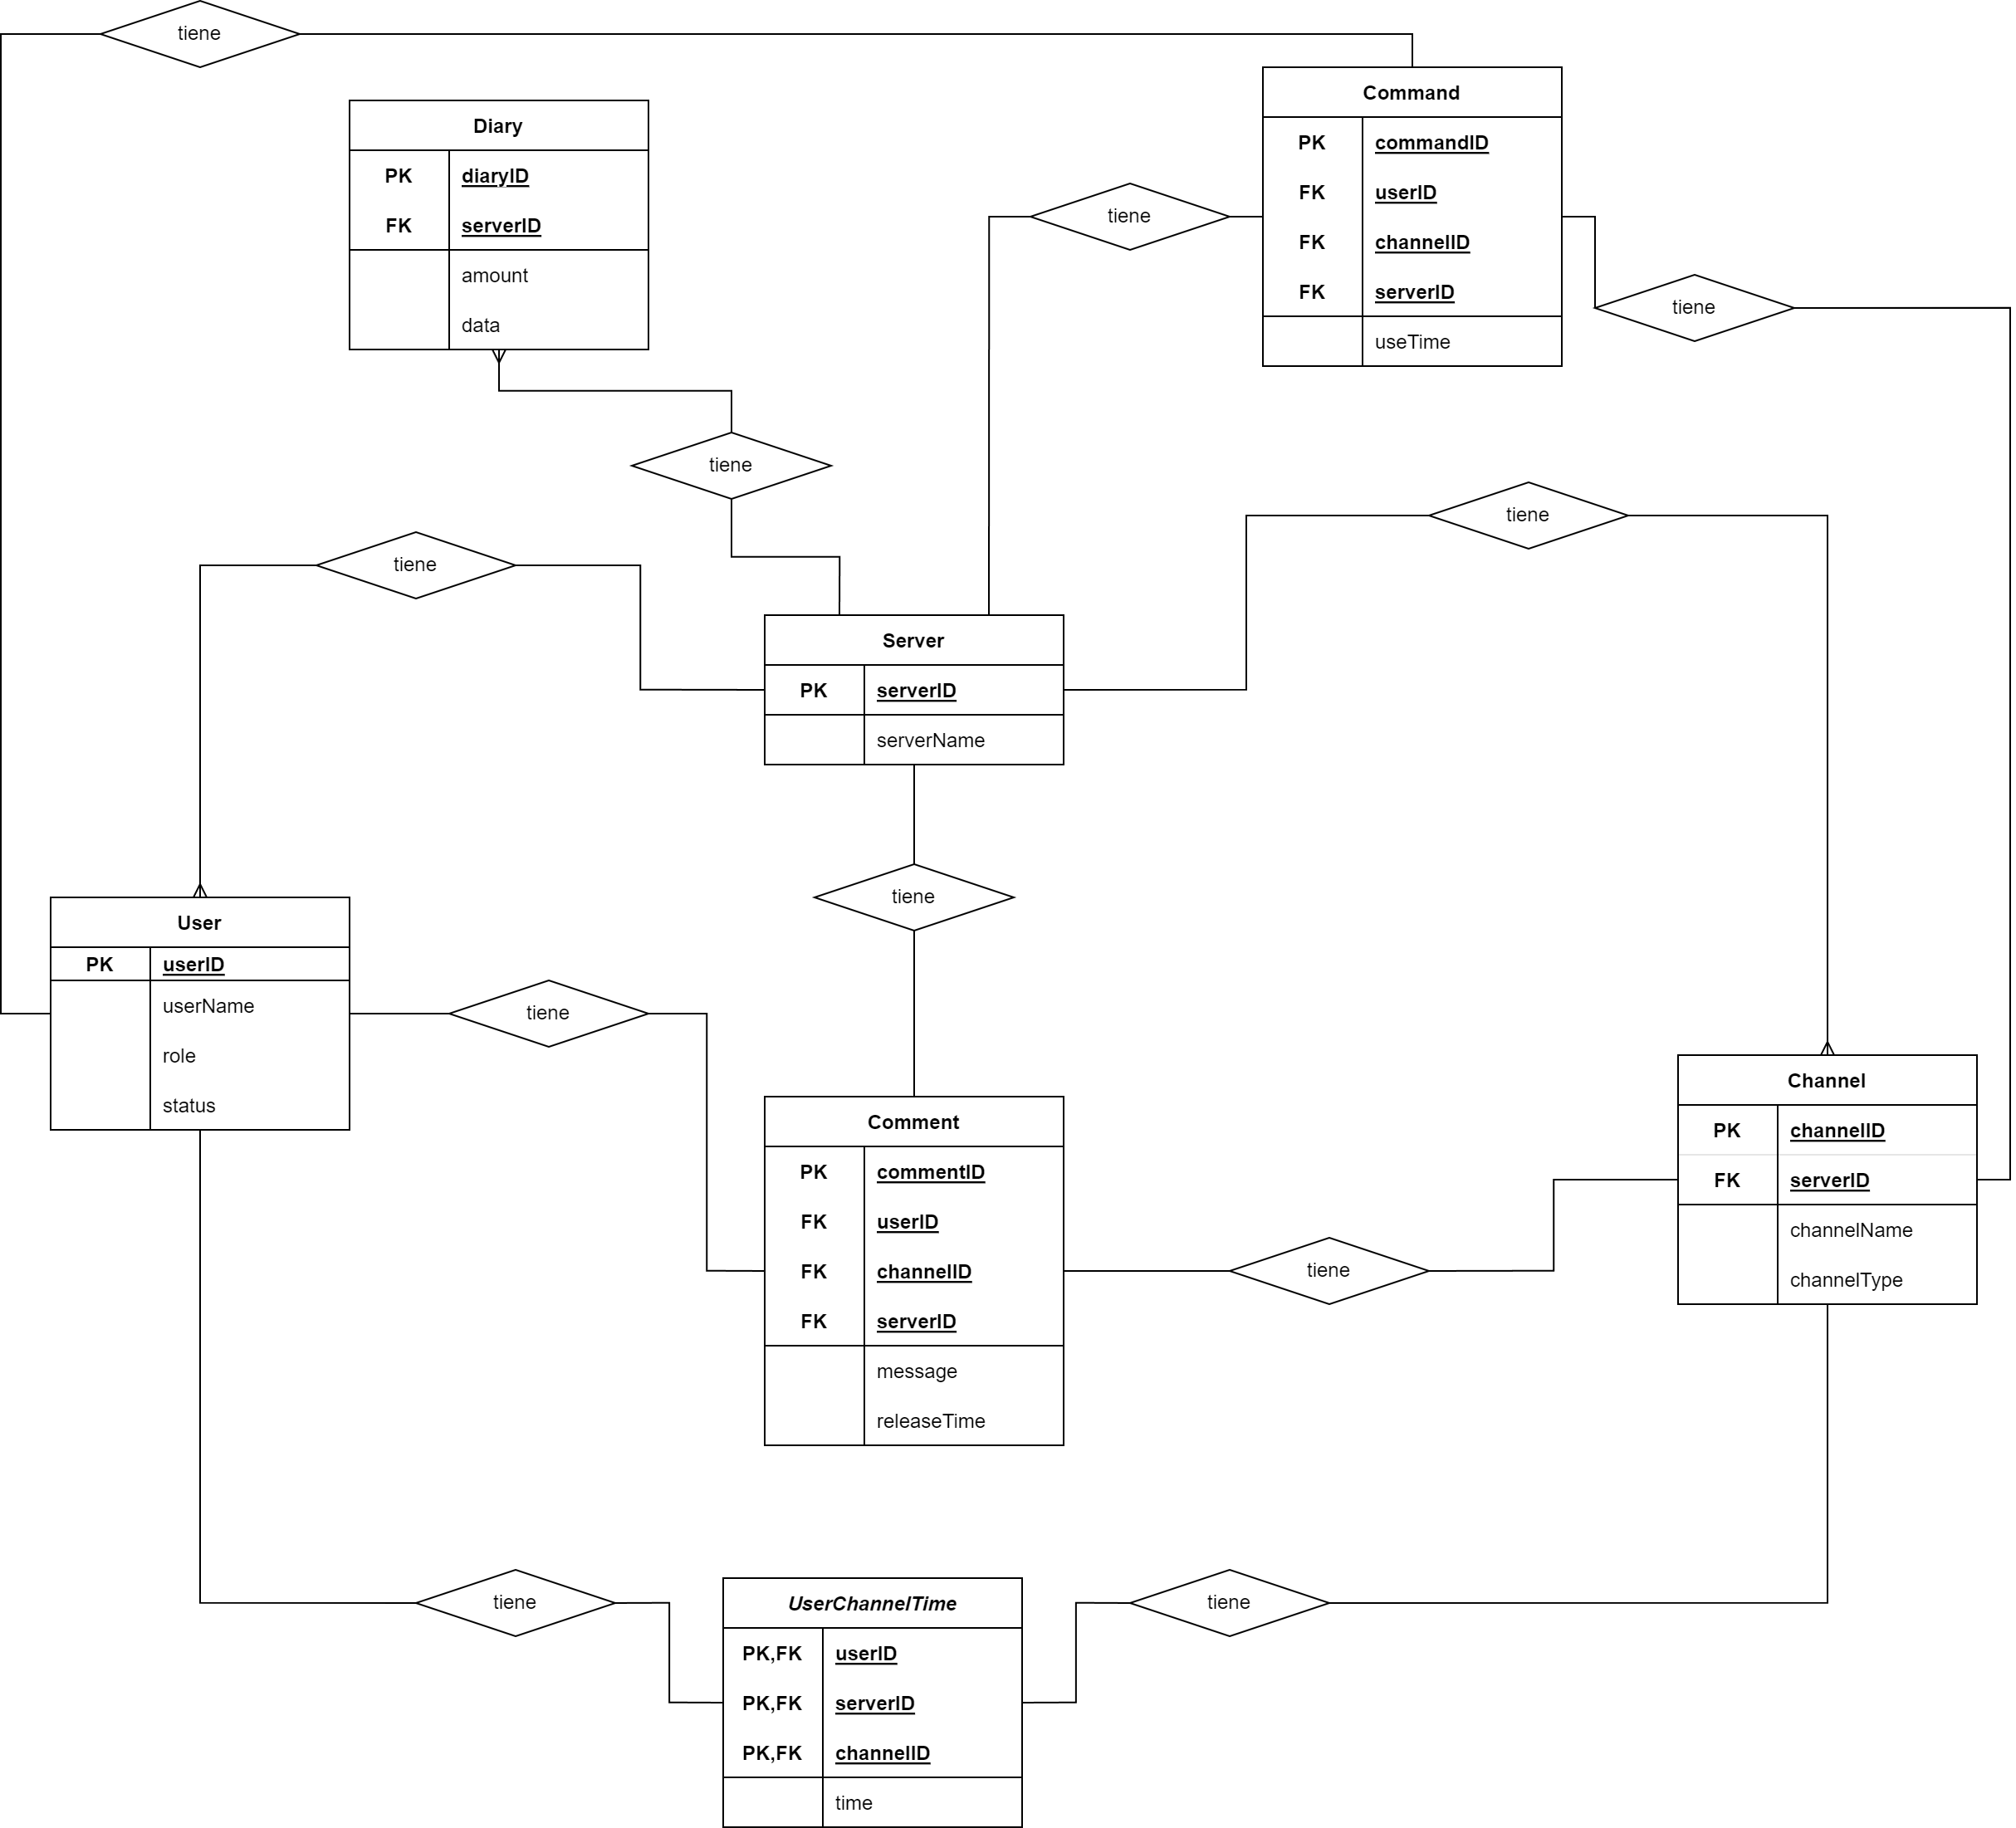 tiene
Command
PK commandID
FK userID
FK channelID
FK serverID
useTime
Diary
PK diaryID
FK serverID
amount
data
tiene
tiene
tiene
tiene
tiene
Server
PK serverID
serverName
tiene
User
PK userID
userName
role
status
tiene
Channel
PK channelID
FK serverID
channelName
channelType
Comment
PK commentID
FK userID
FK channelID
FK serverID
message
releaseTime
tiene
tiene
tiene
UserChannelTime
PK,FK userID
PK,FK serverID
PK,FK channelID
time